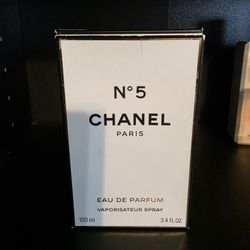 N°5
CHANEL
PARIS
EAU DE PARFUM
VAPORISATEUR SPRAY
100 ml 3.4 FL.OZ.